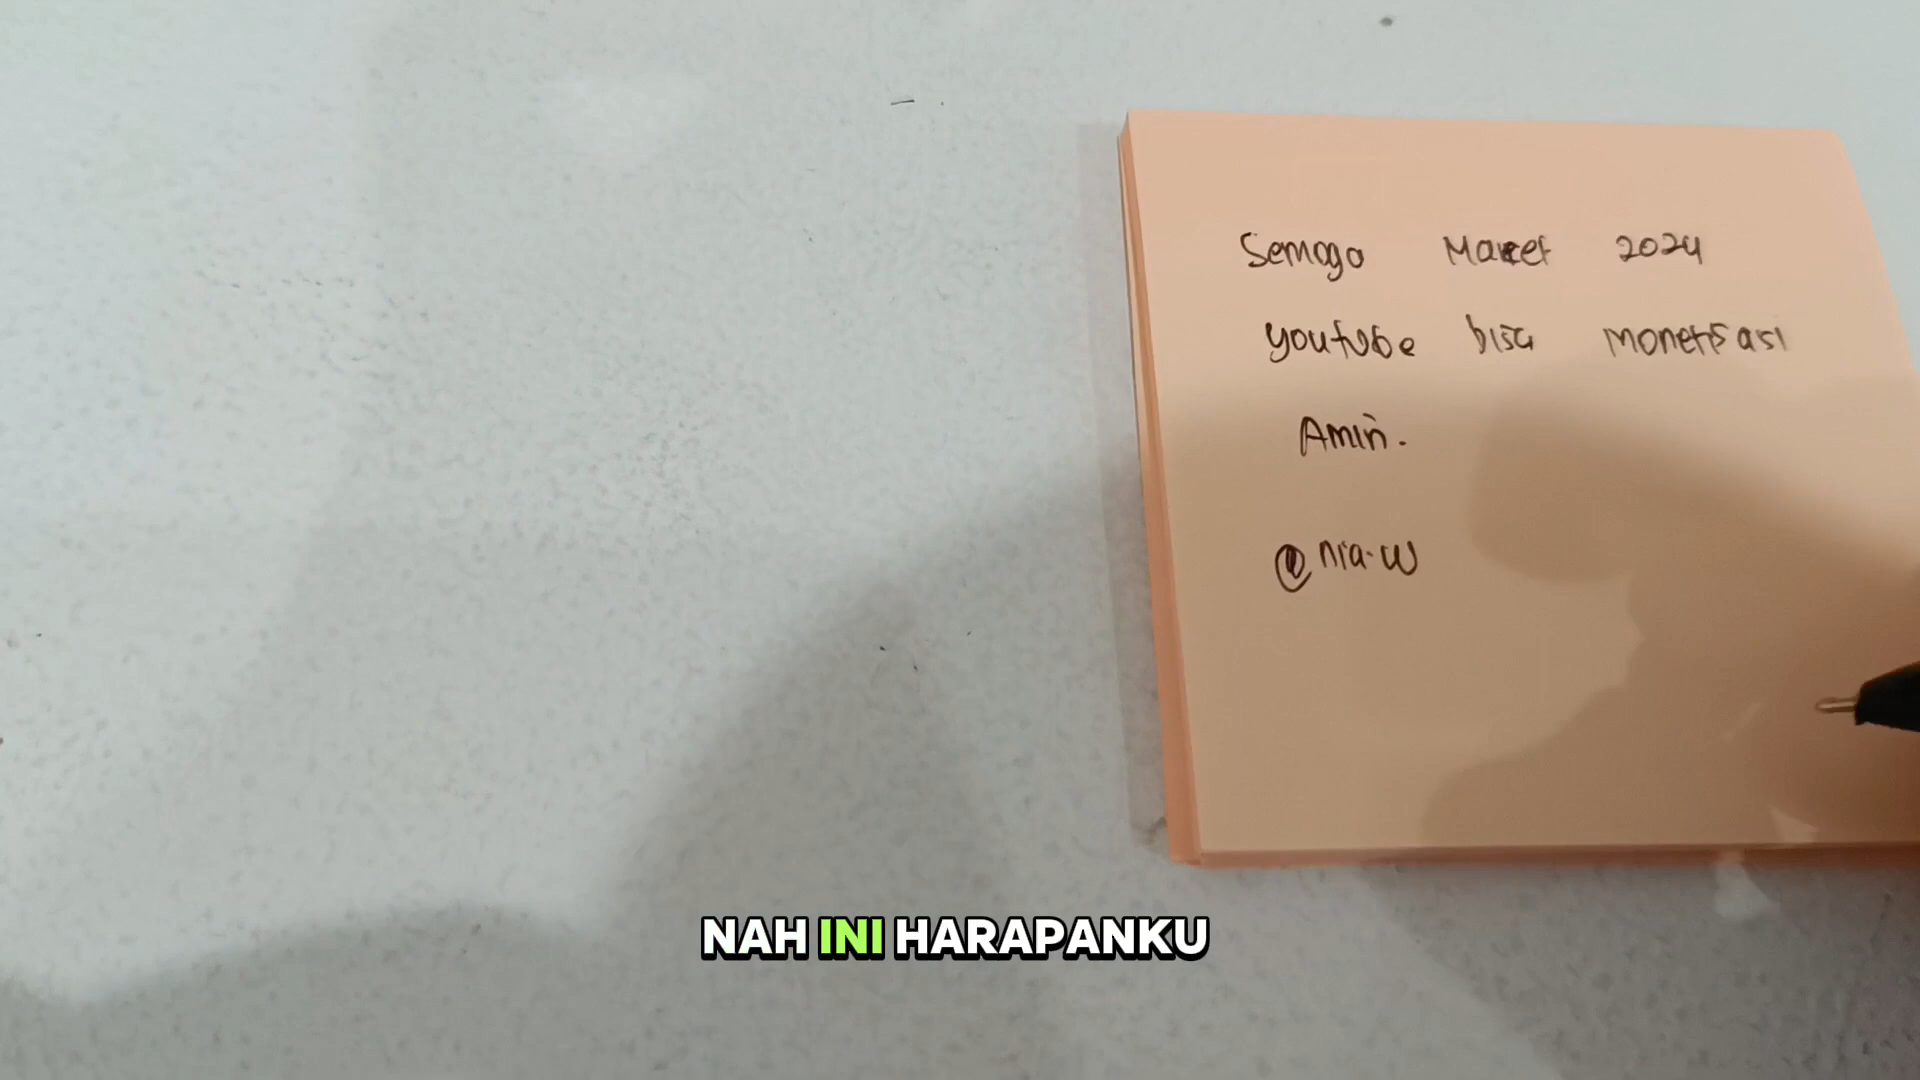 Semoga Maret 2024
youtube bisa monetisasi
Amin.
@nia.w
NAH INI HARAPANKU